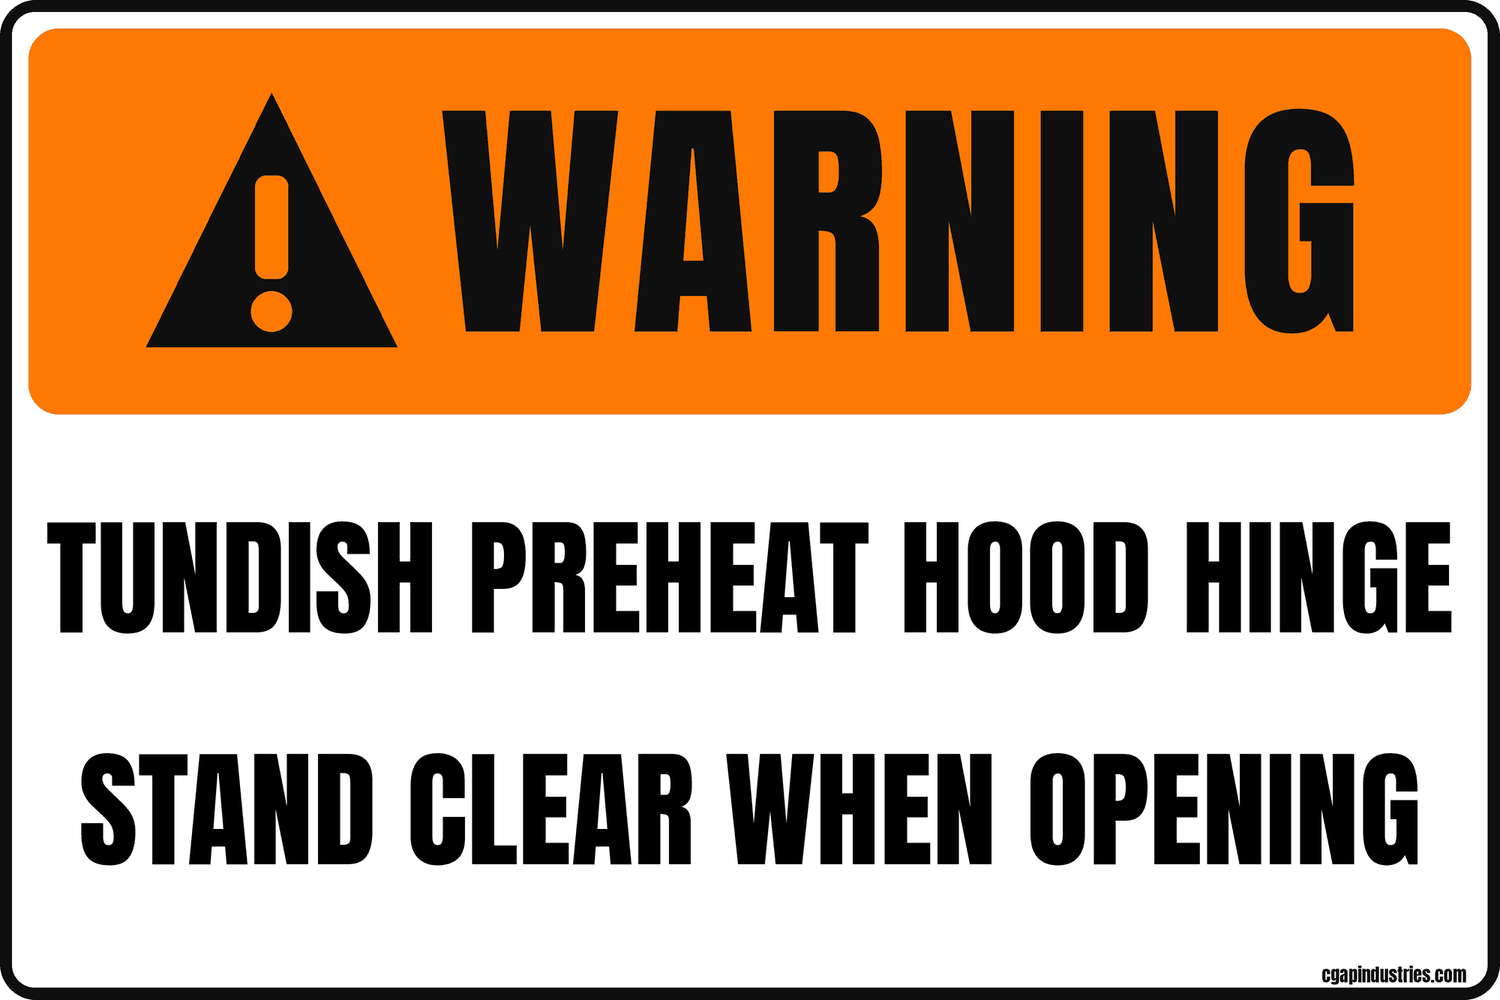 WARNING
TUNDISH PREHEAT HOOD HINGE
STAND CLEAR WHEN OPENING
cgapindustries.com